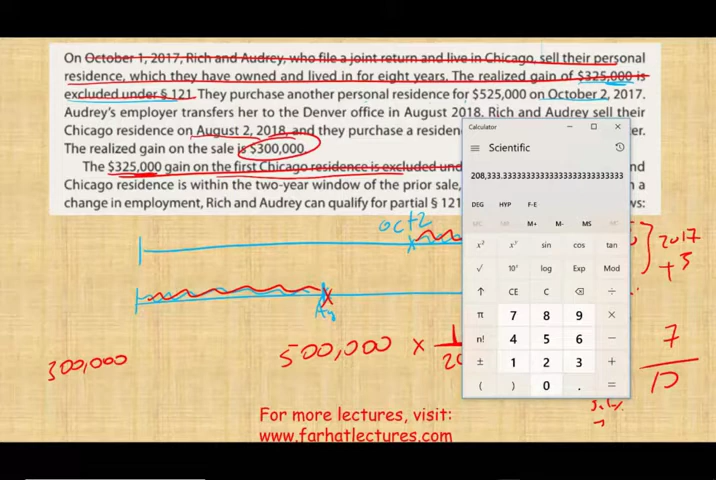 On October 1, 2017, Rich and Audrey, who file a joint return and live in Chicago, sell their personal
residence, which they have owned and lived in for eight years. The realized gain of $325,000 is
excluded under § 121. They purchase another personal residence for $525,000 on October 2, 2017.
Audrey's employer transfers her to the Denver office in August 2018. Rich and Audrey sell their
Chicago residence on August 2, 2018, and they purchase a residen
er.
The realized gain on the sale is $300,000.
The $325,000 gain on the first Chicago residence is excluded und
nd
Chicago residence is within the two-year window of the prior sale,
and
a change in employment, Rich and Audrey can qualify for partial § 121
ws:
Calculator
Scientific
208,333.33333333333333333333333333
DEG HYP F-E
MC MR M+ M- MS
x² sin cos tan
√ log Exp Mod
↑ CE C ÷
π 7 8 9 ×
n! 4 5 6 −
± 1 2 3 +
( ) 0 . =
oct 2
2017
+5
500,000 ×
300,000
7
For more lectures, visit:
www.farhatlectures.com